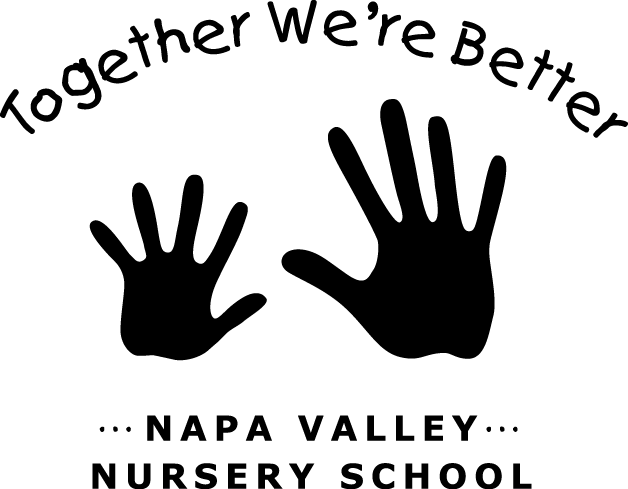 Together We're Better
···NAPA VALLEY···
NURSERY SCHOOL